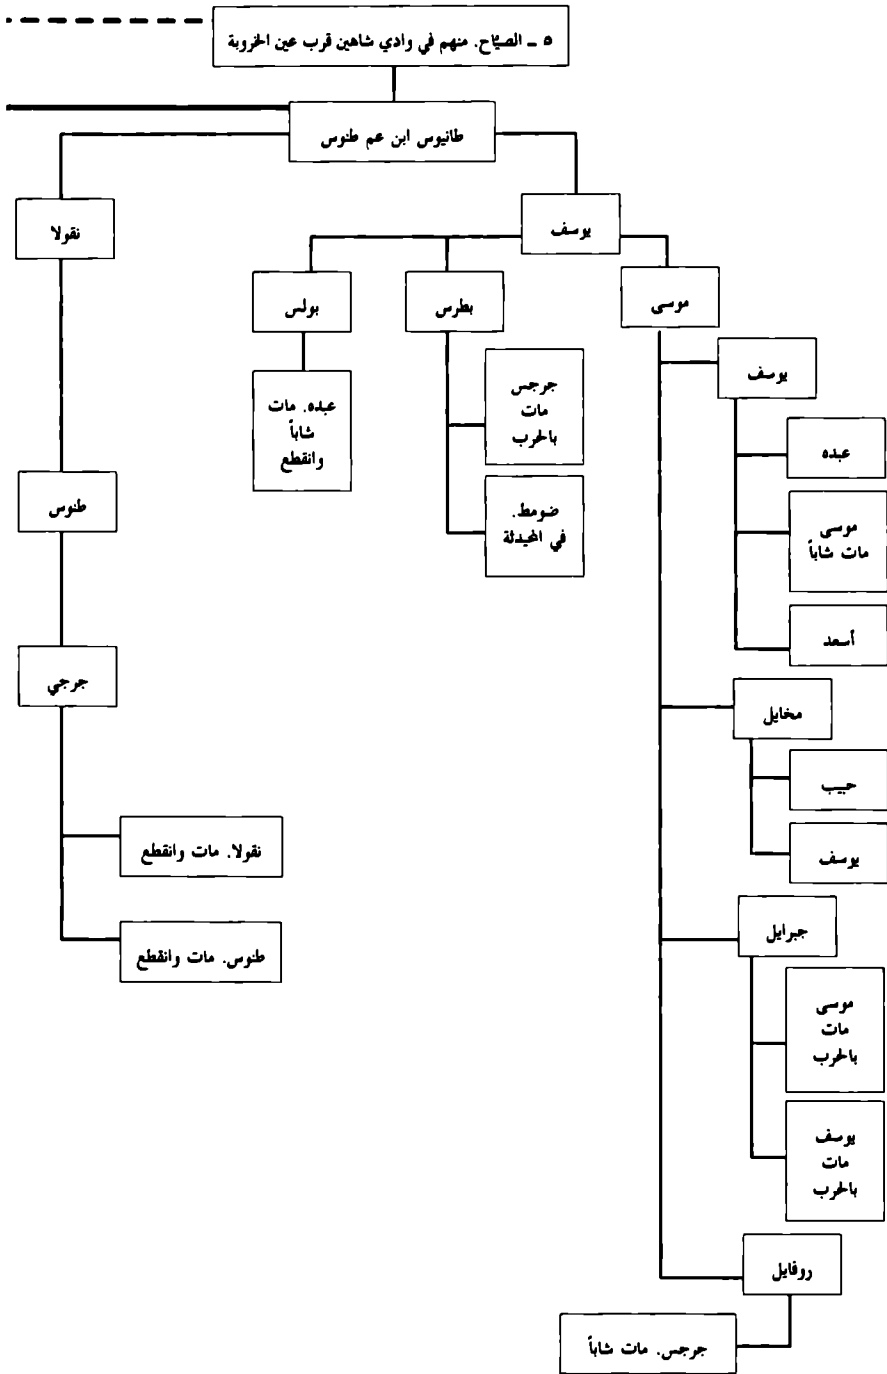 ٥ ـ الصيّاح. منهم في وادي شاهين قرب عين الخروبة
طانيوس ابن عم طنوس
يوسف
نقولا
موسى
بطرس
بولس
يوسف
عبده
موسى
مات شاباً
أسعد
جرجس
مات
بالحرب
ضومط.
في المحيدثة
عبده. مات
شاباً
وانقطع
طنوس
جرجي
نقولا. مات وانقطع
طنوس. مات وانقطع
مخايل
حبيب
يوسف
جبرايل
موسى
مات
بالحرب
يوسف
مات
بالحرب
روفايل
جرجس. مات شاباً